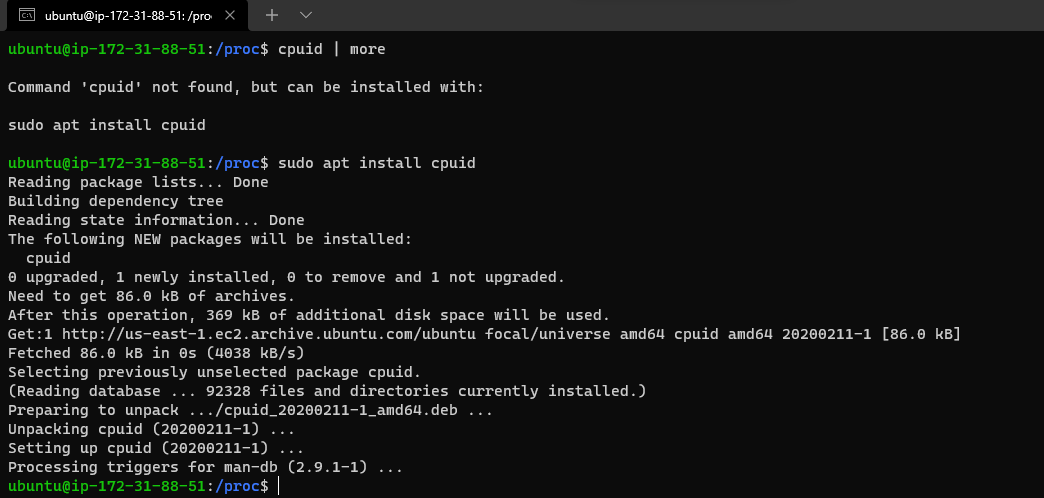 ubuntu@ip-172-31-88-51: /pro
ubuntu@ip-172-31-88-51:/proc$ cpuid | more
Command 'cpuid' not found, but can be installed with:
sudo apt install cpuid
ubuntu@ip-172-31-88-51:/proc$ sudo apt install cpuid
Reading package lists... Done
Building dependency tree
Reading state information... Done
The following NEW packages will be installed:
  cpuid
0 upgraded, 1 newly installed, 0 to remove and 1 not upgraded.
Need to get 86.0 kB of archives.
After this operation, 369 kB of additional disk space will be used.
Get:1 http://us-east-1.ec2.archive.ubuntu.com/ubuntu focal/universe amd64 cpuid amd64 20200211-1 [86.0 kB]
Fetched 86.0 kB in 0s (4038 kB/s)
Selecting previously unselected package cpuid.
(Reading database ... 92328 files and directories currently installed.)
Preparing to unpack .../cpuid_20200211-1_amd64.deb ...
Unpacking cpuid (20200211-1) ...
Setting up cpuid (20200211-1) ...
Processing triggers for man-db (2.9.1-1) ...
ubuntu@ip-172-31-88-51:/proc$